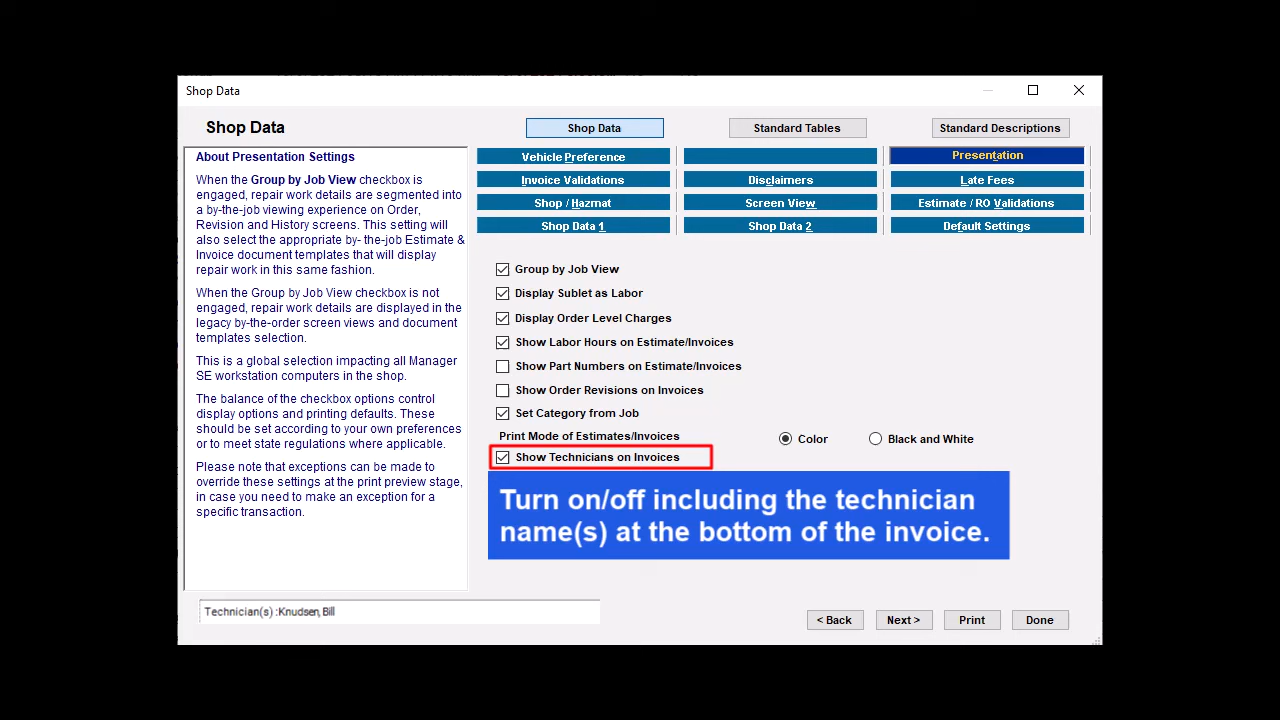 Shop Data
Shop Data
Shop Data
Standard Tables
Standard Descriptions
About Presentation Settings
When the Group by Job View checkbox is
engaged, repair work details are segmented into
a by-the-job viewing experience on Order,
Revision and History screens. This setting will
also select the appropriate by- the-job Estimate &
Invoice document templates that will display
repair work in this same fashion.
When the Group by Job View checkbox is not
engaged, repair work details are displayed in the
legacy by-the-order screen views and document
templates selection.
This is a global selection impacting all Manager
SE workstation computers in the shop.
The balance of the checkbox options control
display options and printing defaults. These
should be set according to your own preferences
or to meet state regulations where applicable.
Please note that exceptions can be made to
override these settings at the print preview stage,
in case you need to make an exception for a
specific transaction.
Vehicle Preference
Presentation
Invoice Validations
Disclaimers
Late Fees
Shop / Hazmat
Screen View
Estimate / RO Validations
Shop Data 1
Shop Data 2
Default Settings
Group by Job View
Display Sublet as Labor
Display Order Level Charges
Show Labor Hours on Estimate/Invoices
Show Part Numbers on Estimate/Invoices
Show Order Revisions on Invoices
Set Category from Job
Print Mode of Estimates/Invoices
Color
Black and White
Show Technicians on Invoices
Turn on/off including the technician
name(s) at the bottom of the invoice.
Technician(s) :Knudsen, Bill
< Back
Next >
Print
Done